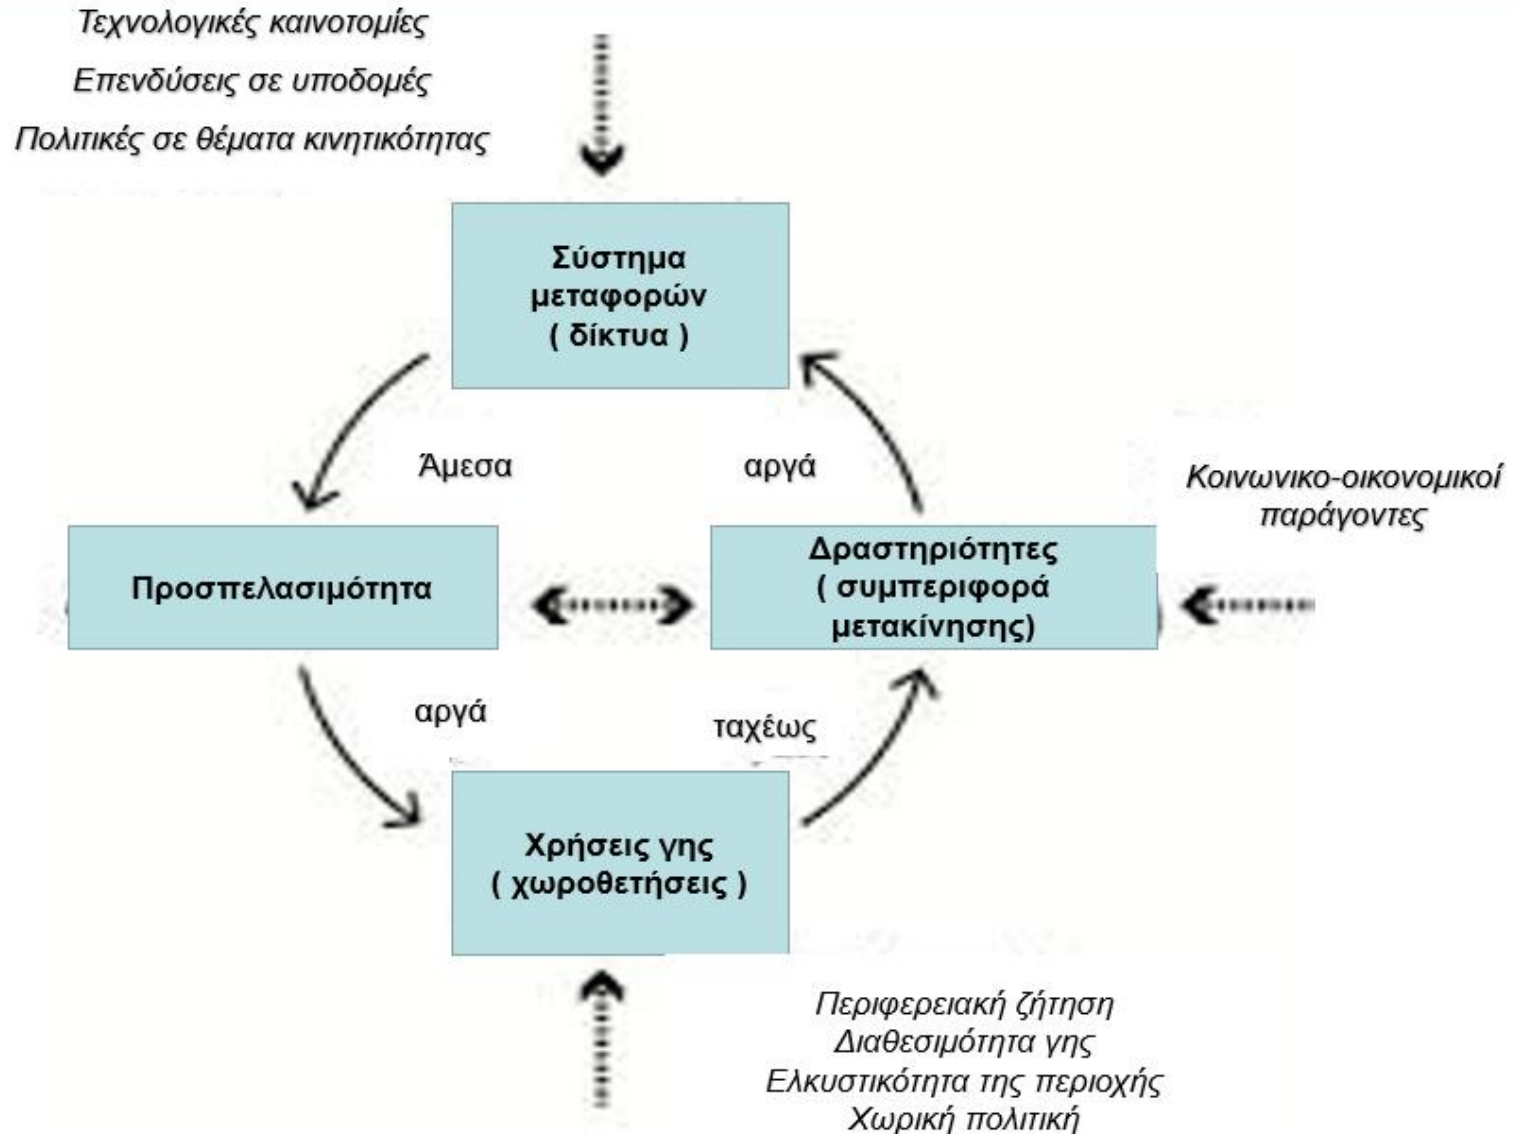 Τεχνολογικές καινοτομίες
Επενδύσεις σε υποδομές
Πολιτικές σε θέματα κινητικότητας
Σύστημα
μεταφορών
( δίκτυα )
Άμεσα
αργά
Κοινωνικο-οικονομικοί
παράγοντες
Προσπελασιμότητα
Δραστηριότητες
( συμπεριφορά
μετακίνησης)
αργά
ταχέως
Χρήσεις γης
( χωροθετήσεις )
Περιφερειακή ζήτηση
Διαθεσιμότητα γης
Ελκυστικότητα της περιοχής
Χωρική πολιτική